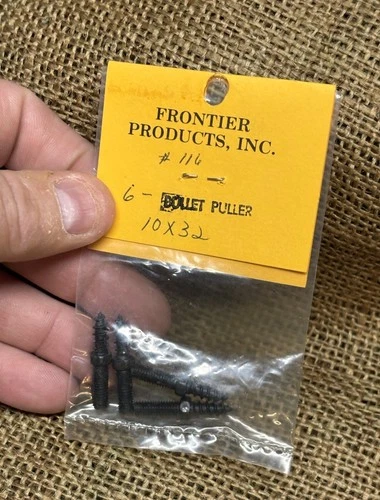 FRONTIER
PRODUCTS, INC.
# 116
6 - BULLET PULLER
10X32